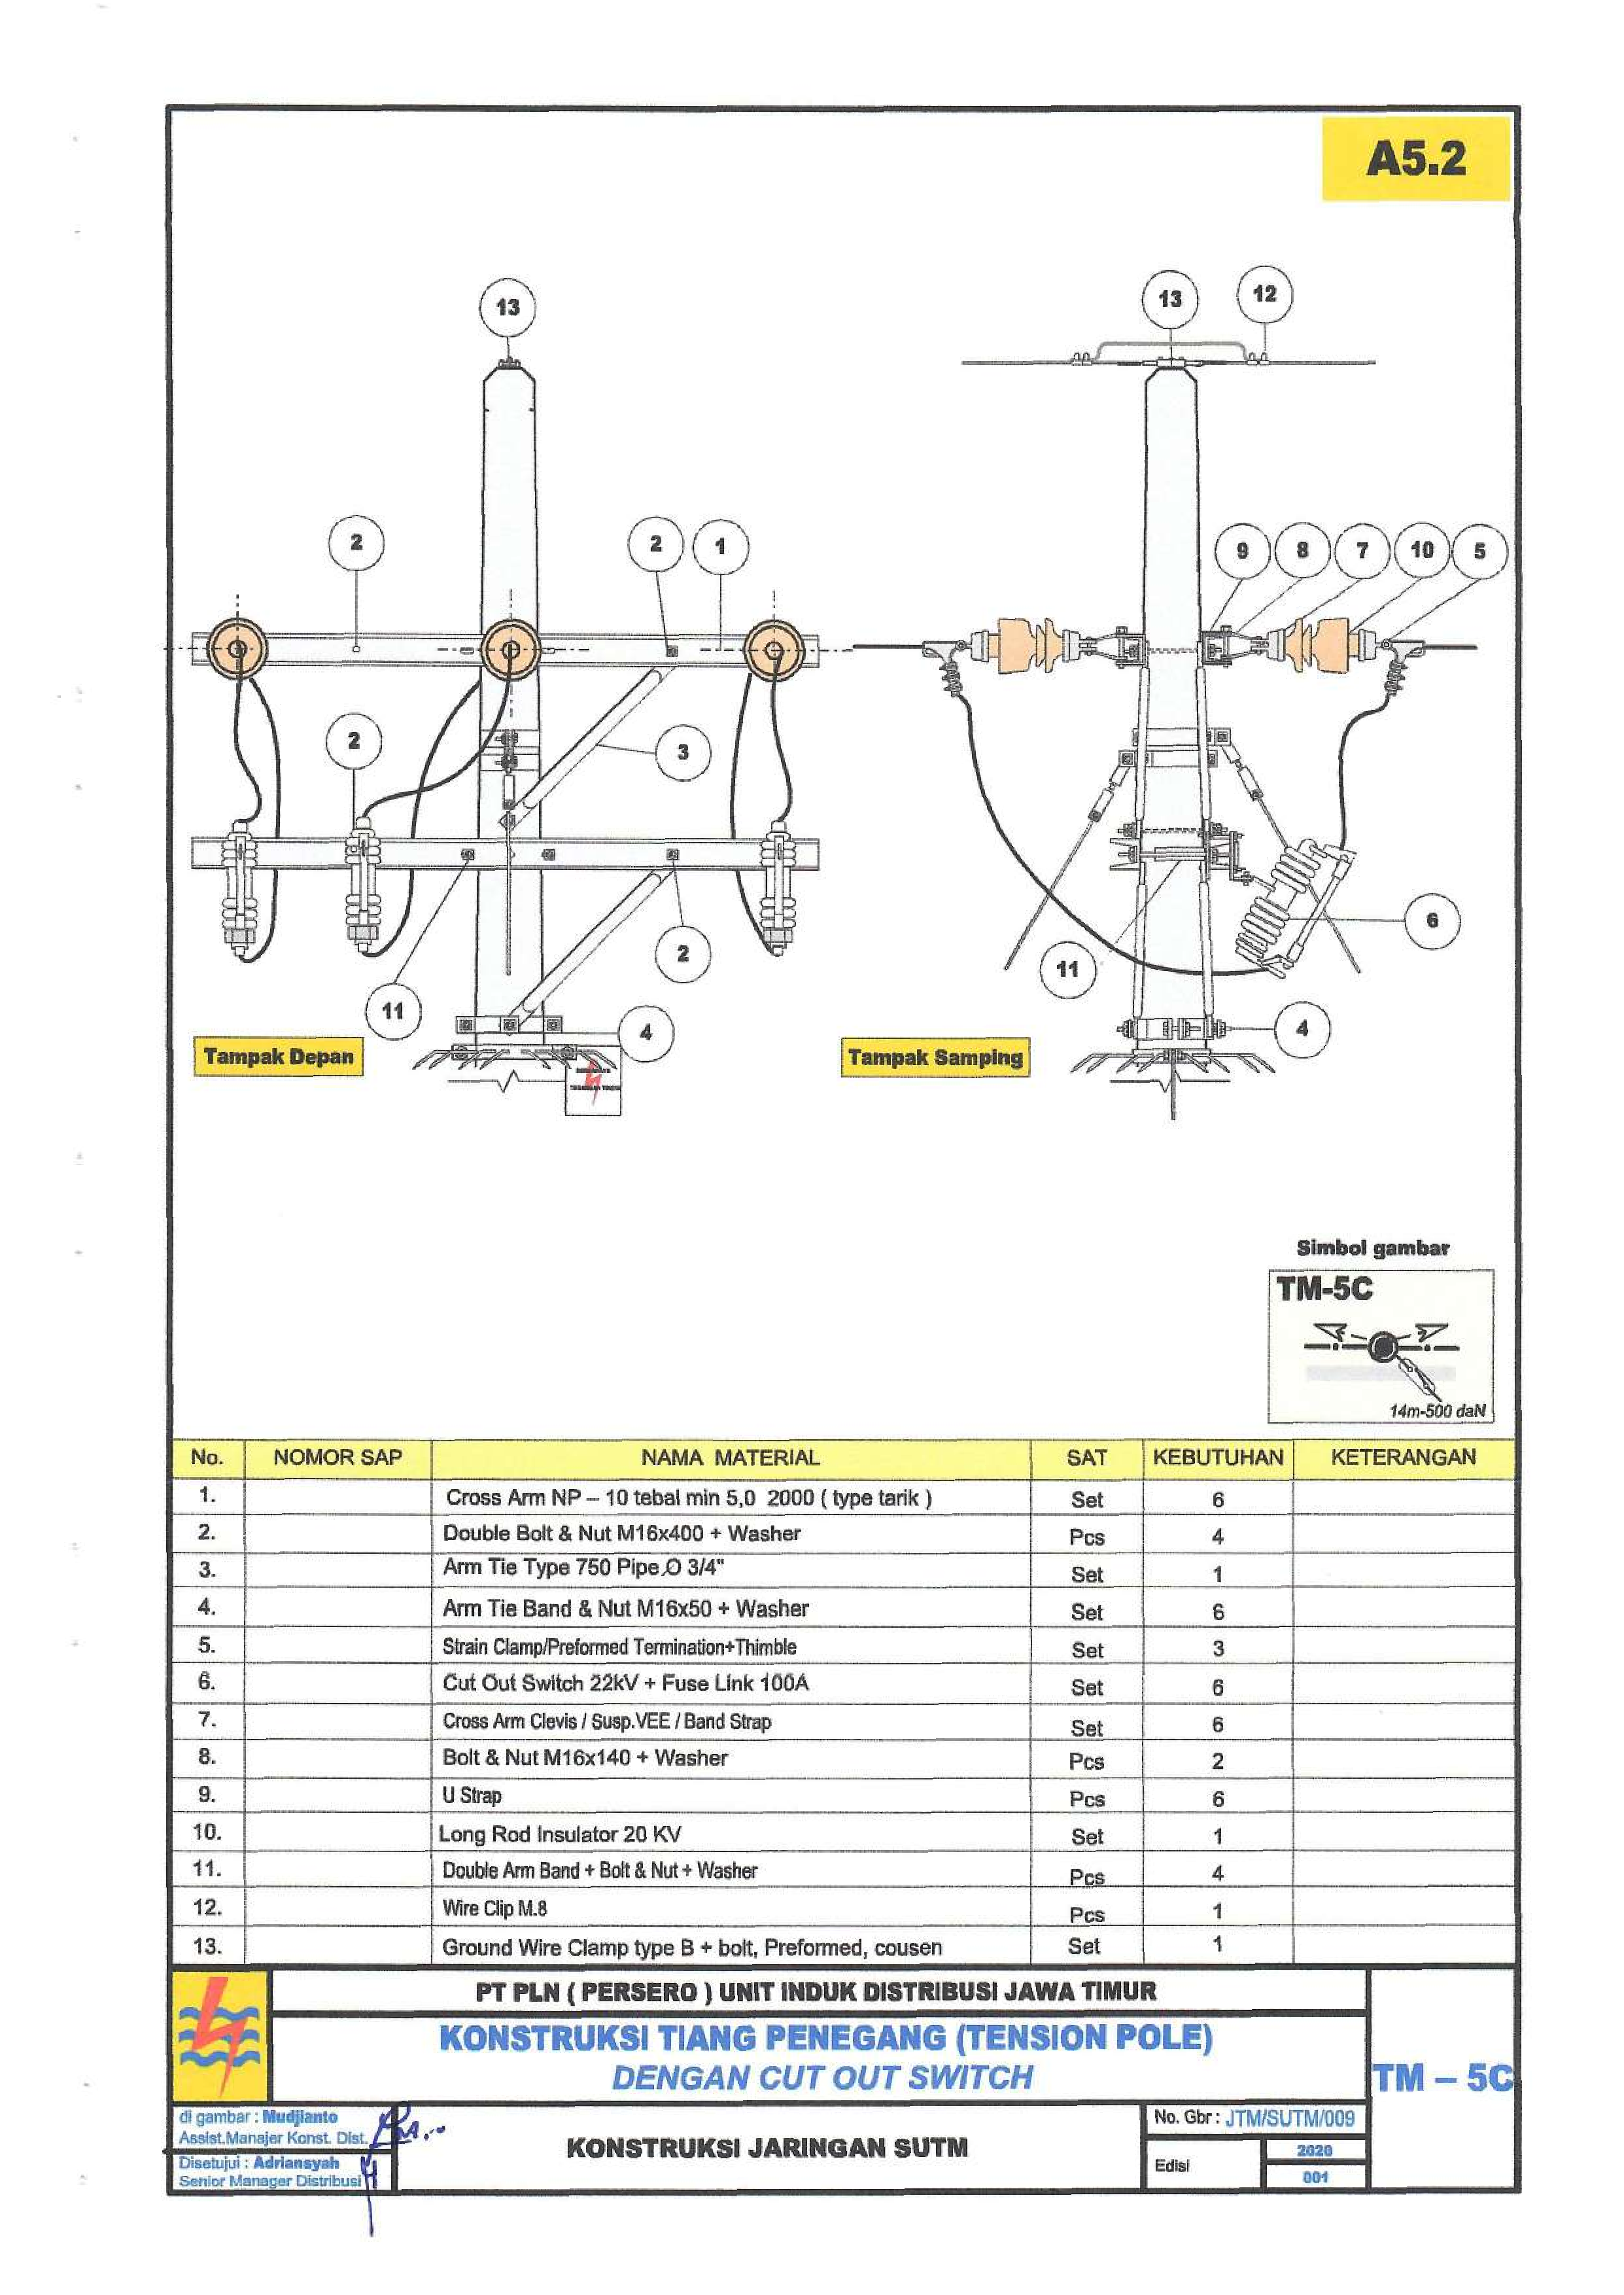 A5.2
13
13
12
2
2
1
9
8
7
10
5
2
3
6
2
11
11
4
4
Tampak Depan
Tampak Samping
Simbol gambar
TM-5C
14m-500 daN
No. NOMOR SAP NAMA MATERIAL SAT KEBUTUHAN KETERANGAN
1. Cross Arm NP – 10 tebal min 5,0 2000 ( type tarik ) Set 6
2. Double Bolt & Nut M16x400 + Washer Pcs 4
3. Arm Tie Type 750 Pipe Ø 3/4" Set 1
4. Arm Tie Band & Nut M16x50 + Washer Set 6
5. Strain Clamp/Preformed Termination+Thimble Set 3
6. Cut Out Switch 22kV + Fuse Link 100A Set 6
7. Cross Arm Clevis / Susp.VEE / Band Strap Set 6
8. Bolt & Nut M16x140 + Washer Pcs 2
9. U Strap Pcs 6
10. Long Rod Insulator 20 KV Set 1
11. Double Arm Band + Bolt & Nut + Washer Pcs 4
12. Wire Clip M.8 Pcs 1
13. Ground Wire Clamp type B + bolt, Preformed, cousen Set 1
PT PLN ( PERSERO ) UNIT INDUK DISTRIBUSI JAWA TIMUR
KONSTRUKSI TIANG PENEGANG (TENSION POLE)
DENGAN CUT OUT SWITCH
TM – 5C
di gambar : Mudjianto
Assist.Manajer Konst. Dist.
Disetujui : Adriansyah
Senior Manager Distribusi
KONSTRUKSI JARINGAN SUTM
No. Gbr : JTM/SUTM/009
Edisi
2020
001